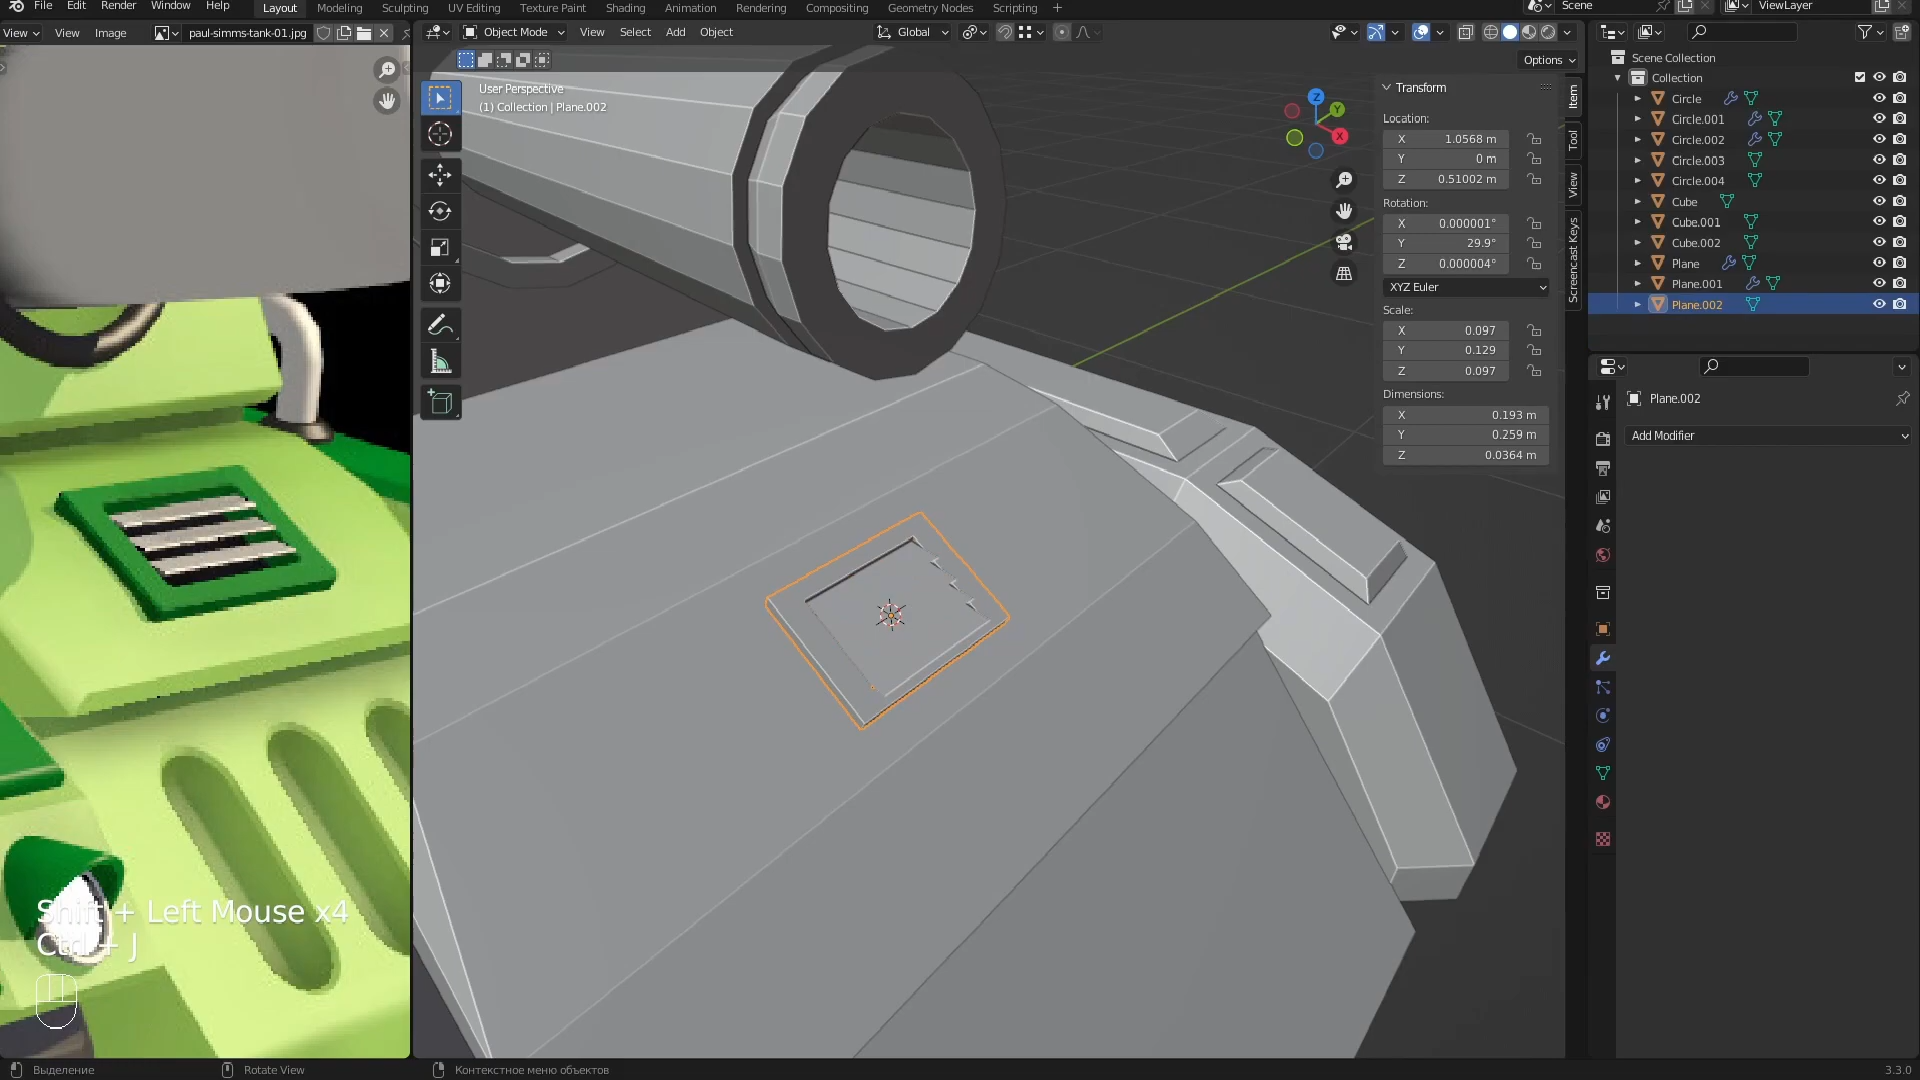 File Edit Render Window Help Layout Modeling Sculpting UV Editing Texture Paint Shading Animation Rendering Compositing Geometry Nodes Scripting + Scene ViewLayer
View View Image paul-simms-tank-01.jpg Object Mode View Select Add Object Global
Options
User Perspective
(1) Collection | Plane.002
Transform
Location:
X 1.0568 m
Y 0 m
Z 0.51002 m
Rotation:
X 0.000001°
Y 29.9°
Z 0.000004°
XYZ Euler
Scale:
X 0.097
Y 0.129
Z 0.097
Dimensions:
X 0.193 m
Y 0.259 m
Z 0.0364 m
Item
Tool
View
Screencast Keys
Z
Y
X
Scene Collection
Collection
Circle
Circle.001
Circle.002
Circle.003
Circle.004
Cube
Cube.001
Cube.002
Plane
Plane.001
Plane.002
Plane.002
Add Modifier
Shift + Left Mouse x4
Ctrl + J
Выделение Rotate View Контекстное меню объектов 3.3.0